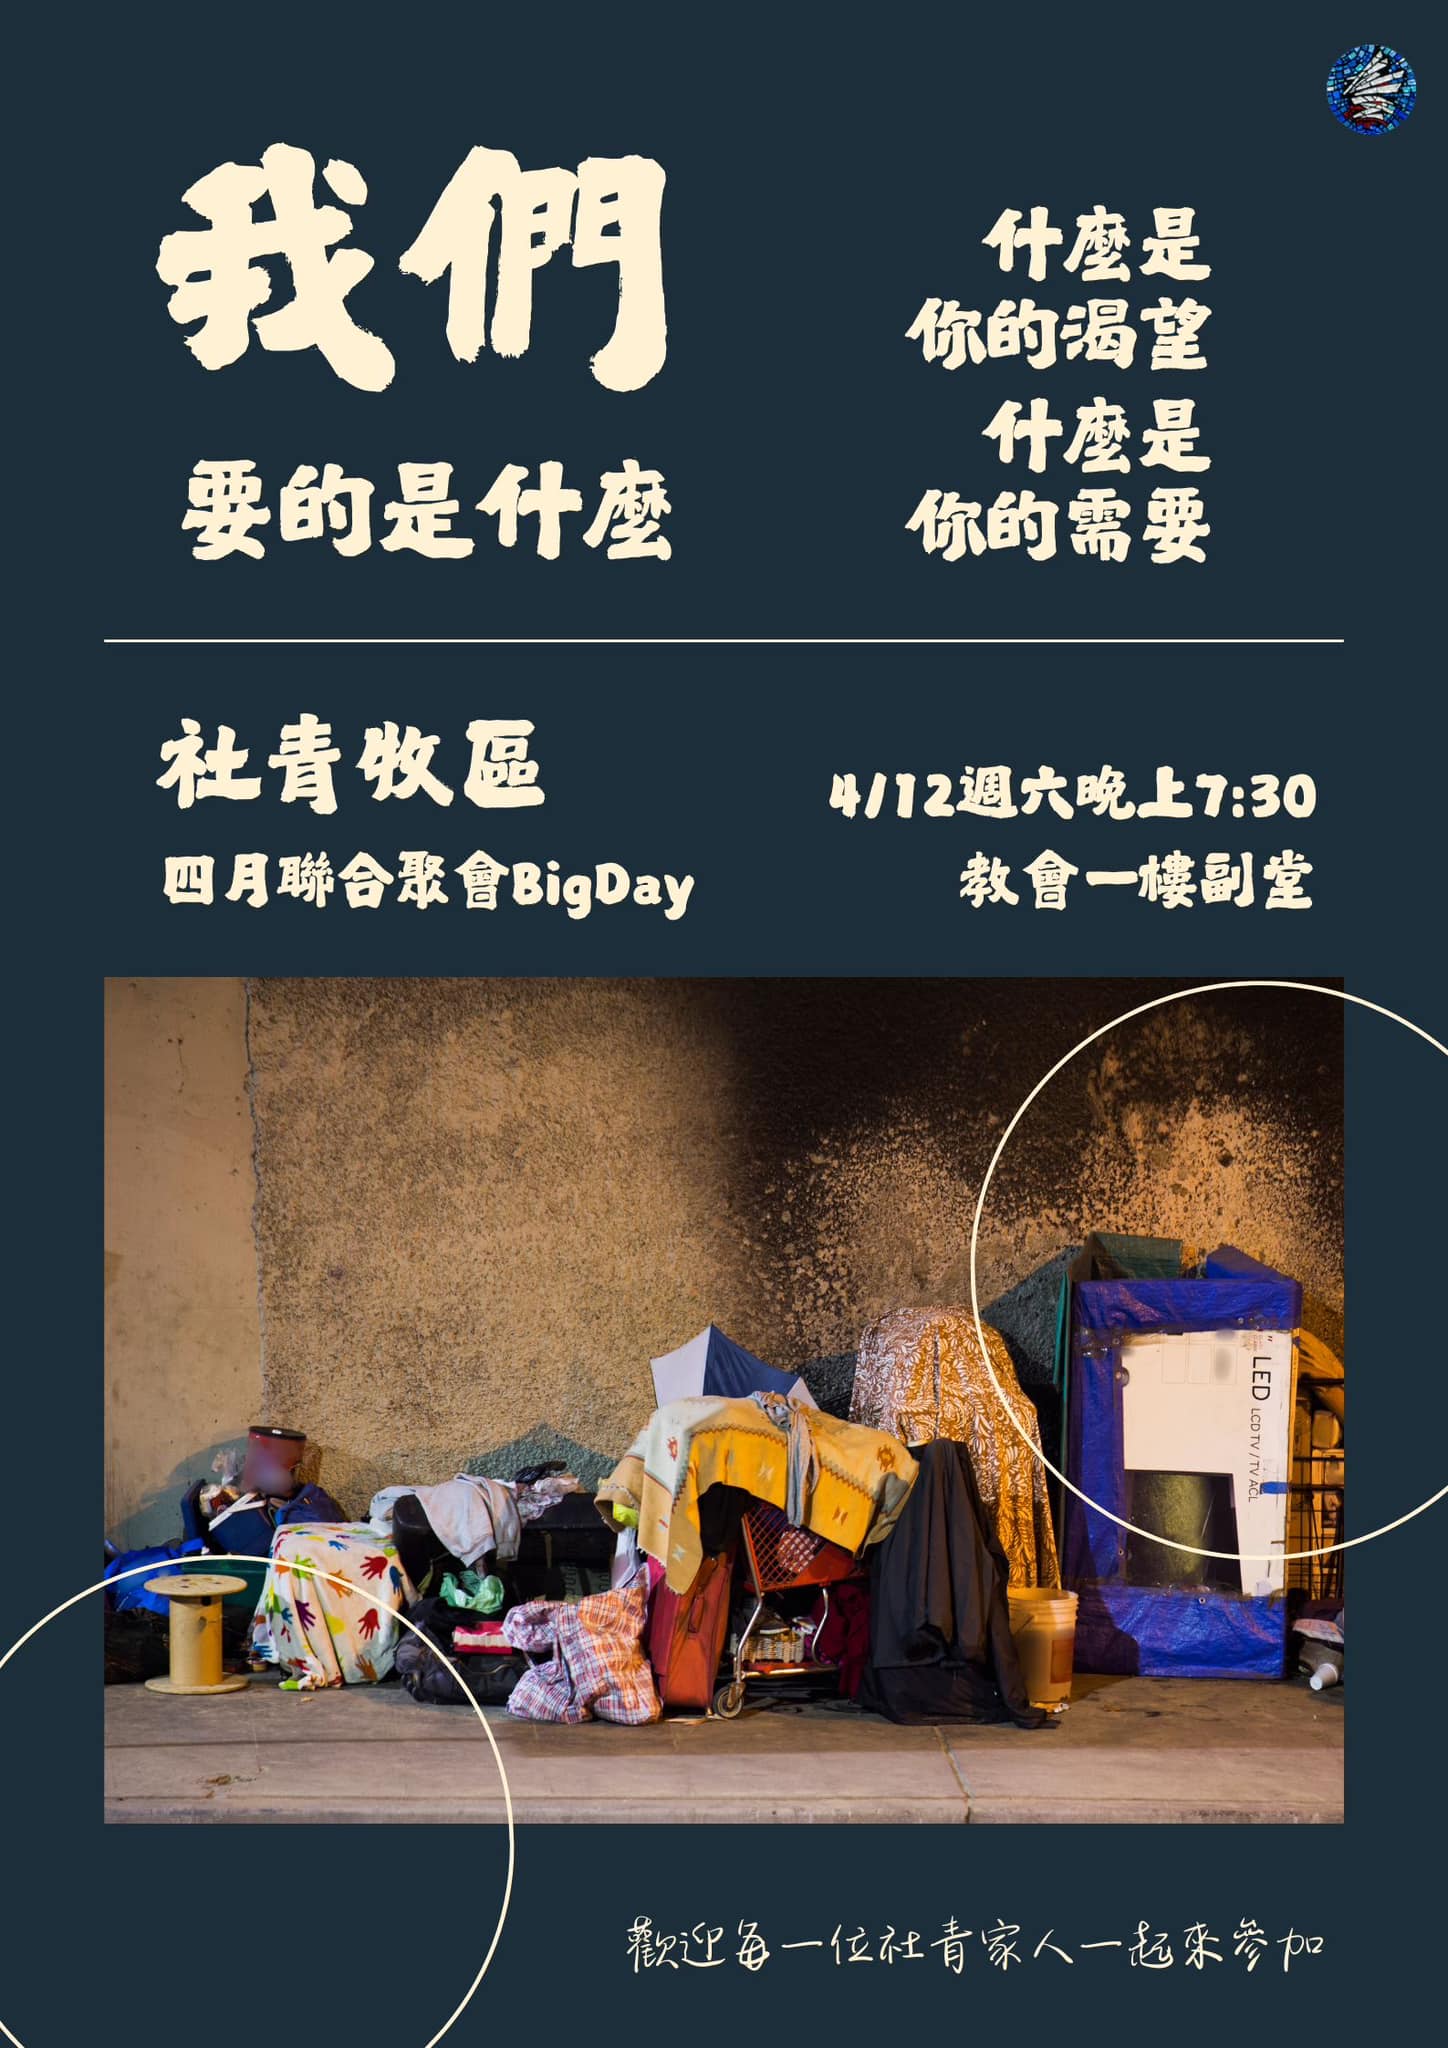 我們
要的是什麼
什麼是
你的渴望
什麼是
你的需要
社青牧區
四月聯合聚會BigDay
4/12週六晚上7:30
教會一樓副堂
LED
LCD TV / TV ACL
歡迎每一位社青家人一起來參加